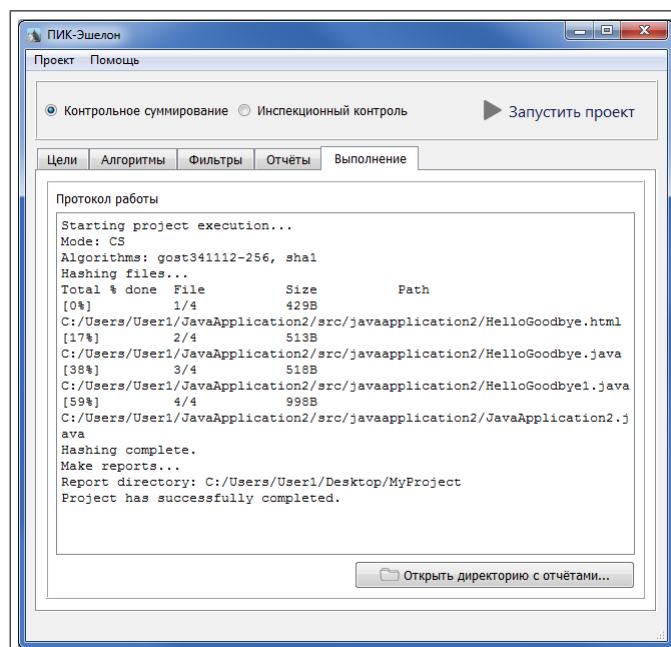 ПИК-Эшелон
Проект Помощь
Контрольное суммирование Инспекционный контроль Запустить проект
Цели Алгоритмы Фильтры Отчёты Выполнение
Протокол работы
Starting project execution...
Mode: CS
Algorithms: gost341112-256, sha1
Hashing files...
Total % done File Size Path
[0%] 1/4 429B
C:/Users/User1/JavaApplication2/src/javaapplication2/HelloGoodbye.html
[17%] 2/4 513B
C:/Users/User1/JavaApplication2/src/javaapplication2/HelloGoodbye.java
[38%] 3/4 518B
C:/Users/User1/JavaApplication2/src/javaapplication2/HelloGoodbye1.java
[59%] 4/4 998B
C:/Users/User1/JavaApplication2/src/javaapplication2/JavaApplication2.j
ava
Hashing complete.
Make reports...
Report directory: C:/Users/User1/Desktop/MyProject
Project has successfully completed.
Открыть директорию с отчётами...